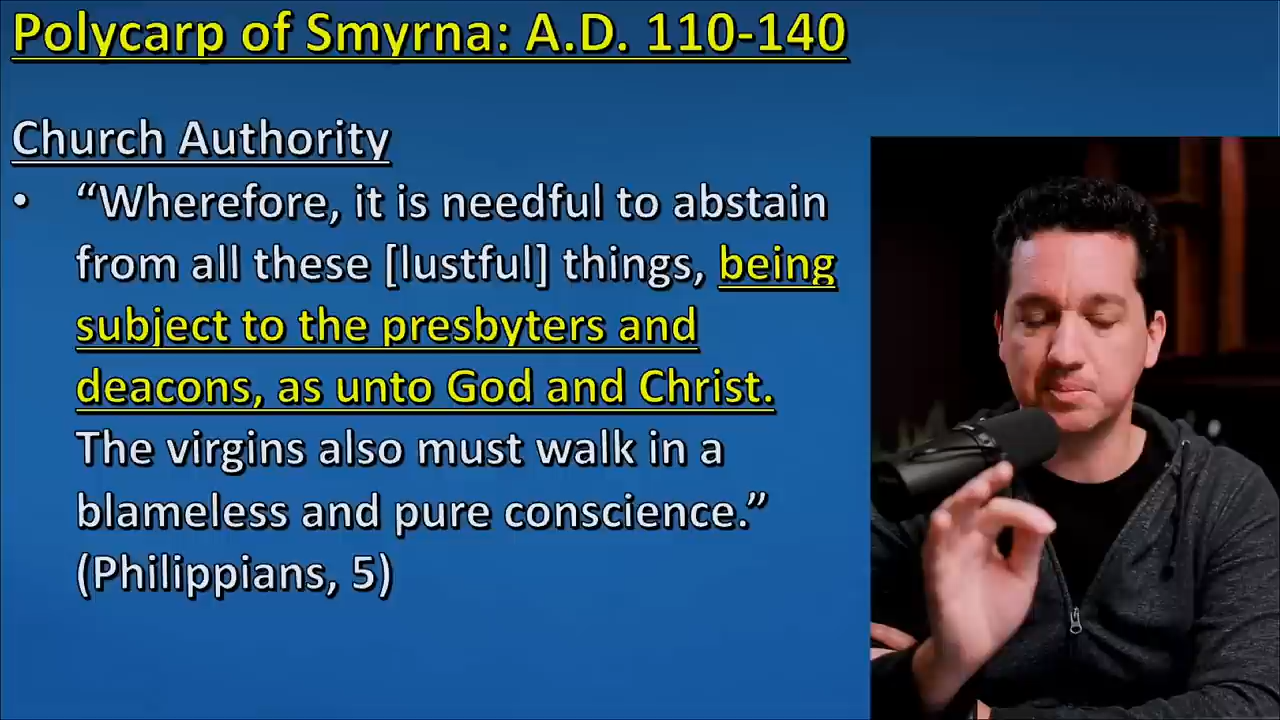 Polycarp of Smyrna: A.D. 110-140
Church Authority
• “Wherefore, it is needful to abstain
from all these [lustful] things, being
subject to the presbyters and
deacons, as unto God and Christ.
The virgins also must walk in a
blameless and pure conscience.”
(Philippians, 5)